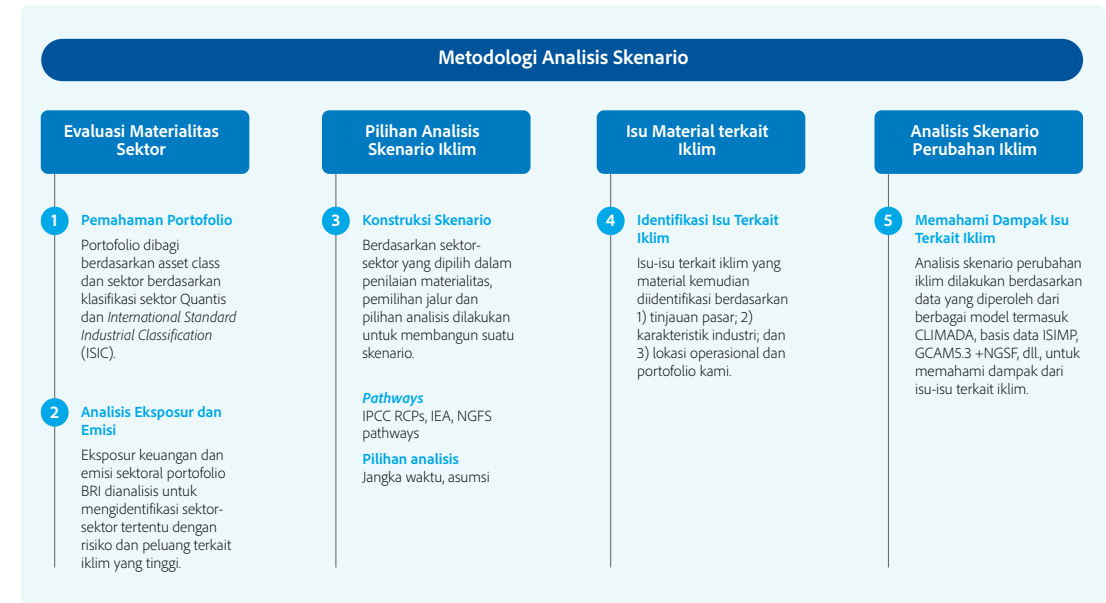 Metodologi Analisis Skenario
Evaluasi Materialitas
Sektor
1
Pemahaman Portofolio
Portofolio dibagi
berdasarkan asset class
dan sektor berdasarkan
klasifikasi sektor Quantis
dan International Standard
Industrial Classification
(ISIC).
2
Analisis Eksposur dan
Emisi
Eksposur keuangan dan
emisi sektoral portofolio
BRI dianalisis untuk
mengidentifikasi sektor-
sektor tertentu dengan
risiko dan peluang terkait
iklim yang tinggi.
Pilihan Analisis
Skenario Iklim
3
Konstruksi Skenario
Berdasarkan sektor-
sektor yang dipilih dalam
penilaian materialitas,
pemilihan jalur dan
pilihan analisis dilakukan
untuk membangun suatu
skenario.
Pathways
IPCC RCPs, IEA, NGFS
pathways
Pilihan analisis
Jangka waktu, asumsi
Isu Material terkait
Iklim
4
Identifikasi Isu Terkait
Iklim
Isu-isu terkait iklim yang
material kemudian
diidentifikasi berdasarkan
1) tinjauan pasar; 2)
karakteristik industri; dan
3) lokasi operasional dan
portofolio kami.
Analisis Skenario
Perubahan Iklim
5
Memahami Dampak Isu
Terkait Iklim
Analisis skenario perubahan
iklim dilakukan berdasarkan
data yang diperoleh dari
berbagai model termasuk
CLIMADA, basis data ISIMP,
GCAM5.3 +NGSF, dll., untuk
memahami dampak dari
isu-isu terkait iklim.